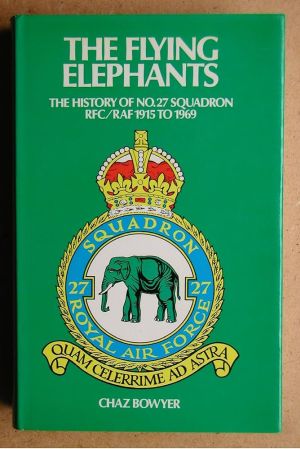 THE FLYING
ELEPHANTS
THE HISTORY OF NO.27 SQUADRON
RFC/RAF 1915 TO 1969
SQUADRON
27 27
ROYAL AIR FORCE
QUAM CELERRIME AD ASTRA
CHAZ BOWYER